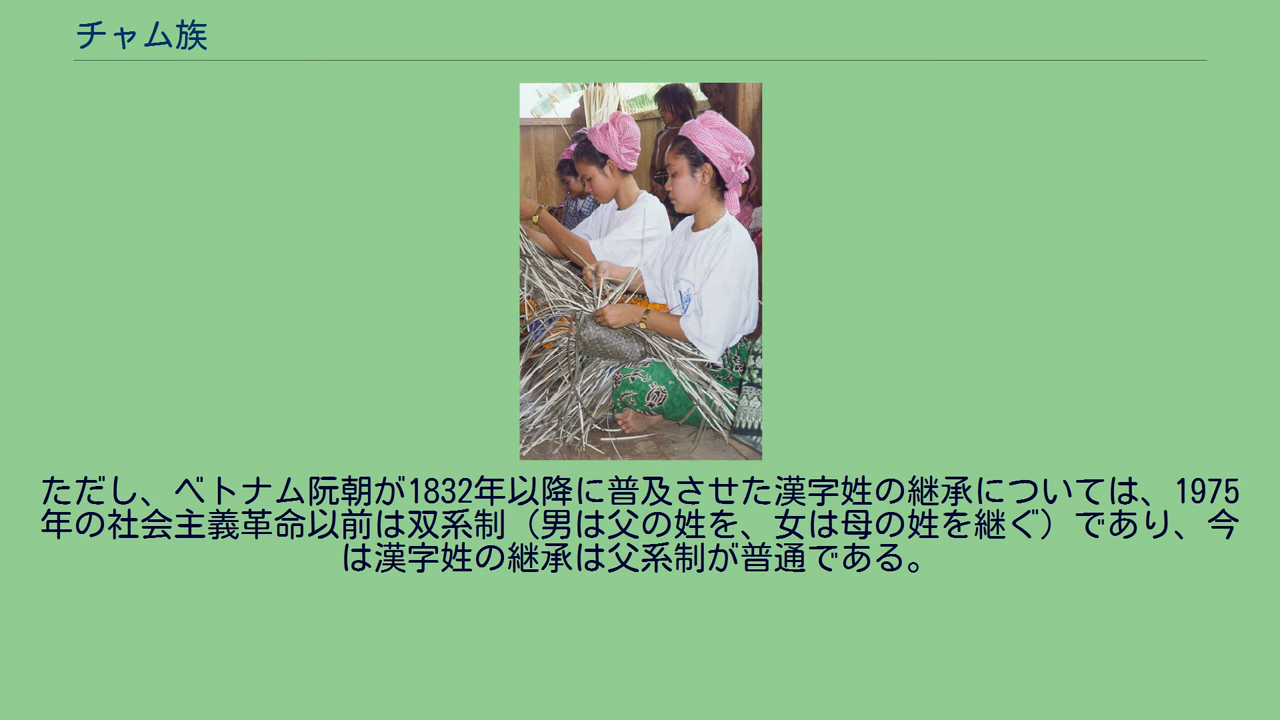 チャム族
ただし、ベトナム阮朝が1832年以降に普及させた漢字姓の継承については、1975
年の社会主義革命以前は双系制（男は父の姓を、女は母の姓を継ぐ）であり、今
は漢字姓の継承は父系制が普通である。